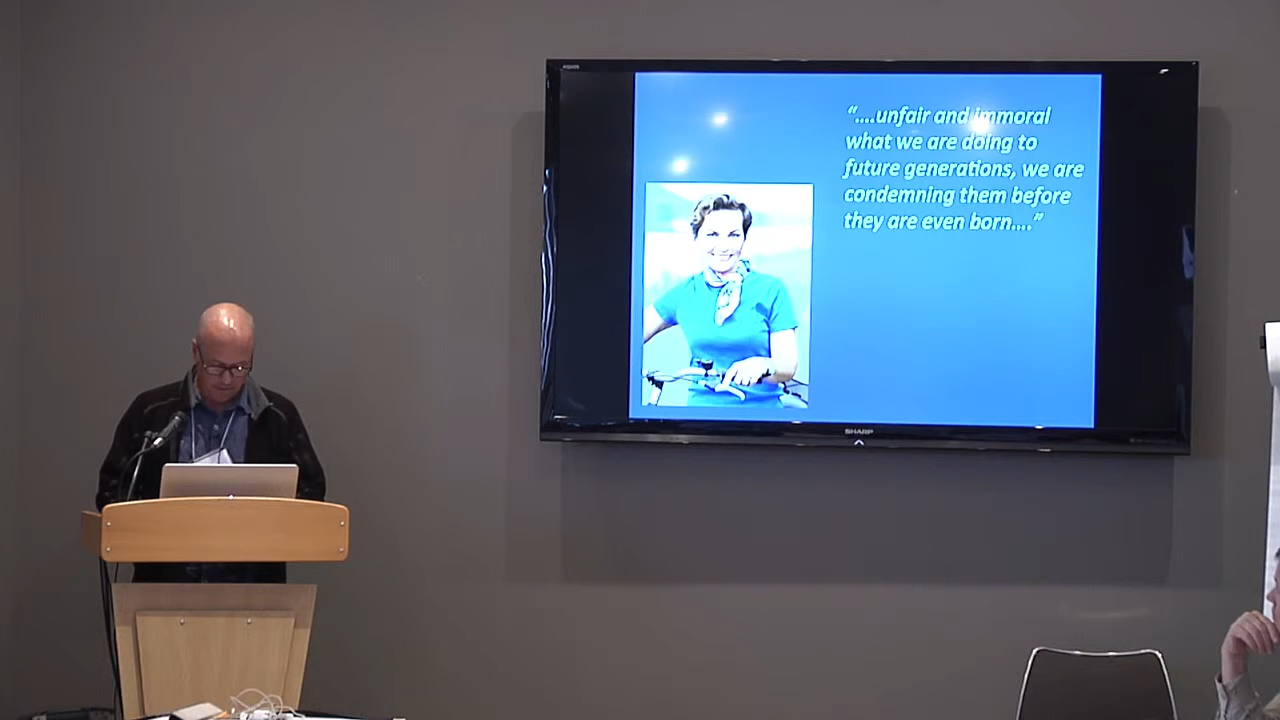 “....unfair and immoral
what we are doing to
future generations, we are
condemning them before
they are even born....”
SHARP